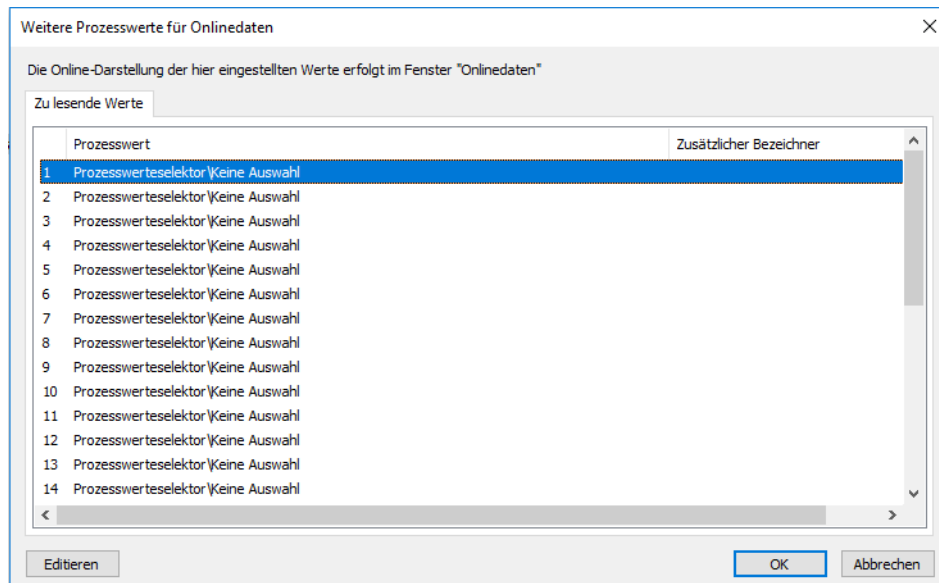 Weitere Prozesswerte für Onlinedaten
Die Online-Darstellung der hier eingestellten Werte erfolgt im Fenster "Onlinedaten"
Zu lesende Werte
Prozesswert Zusätzlicher Bezeichner
1 Prozesswerteselektor\Keine Auswahl
2 Prozesswerteselektor\Keine Auswahl
3 Prozesswerteselektor\Keine Auswahl
4 Prozesswerteselektor\Keine Auswahl
5 Prozesswerteselektor\Keine Auswahl
6 Prozesswerteselektor\Keine Auswahl
7 Prozesswerteselektor\Keine Auswahl
8 Prozesswerteselektor\Keine Auswahl
9 Prozesswerteselektor\Keine Auswahl
10 Prozesswerteselektor\Keine Auswahl
11 Prozesswerteselektor\Keine Auswahl
12 Prozesswerteselektor\Keine Auswahl
13 Prozesswerteselektor\Keine Auswahl
14 Prozesswerteselektor\Keine Auswahl
Editieren OK Abbrechen